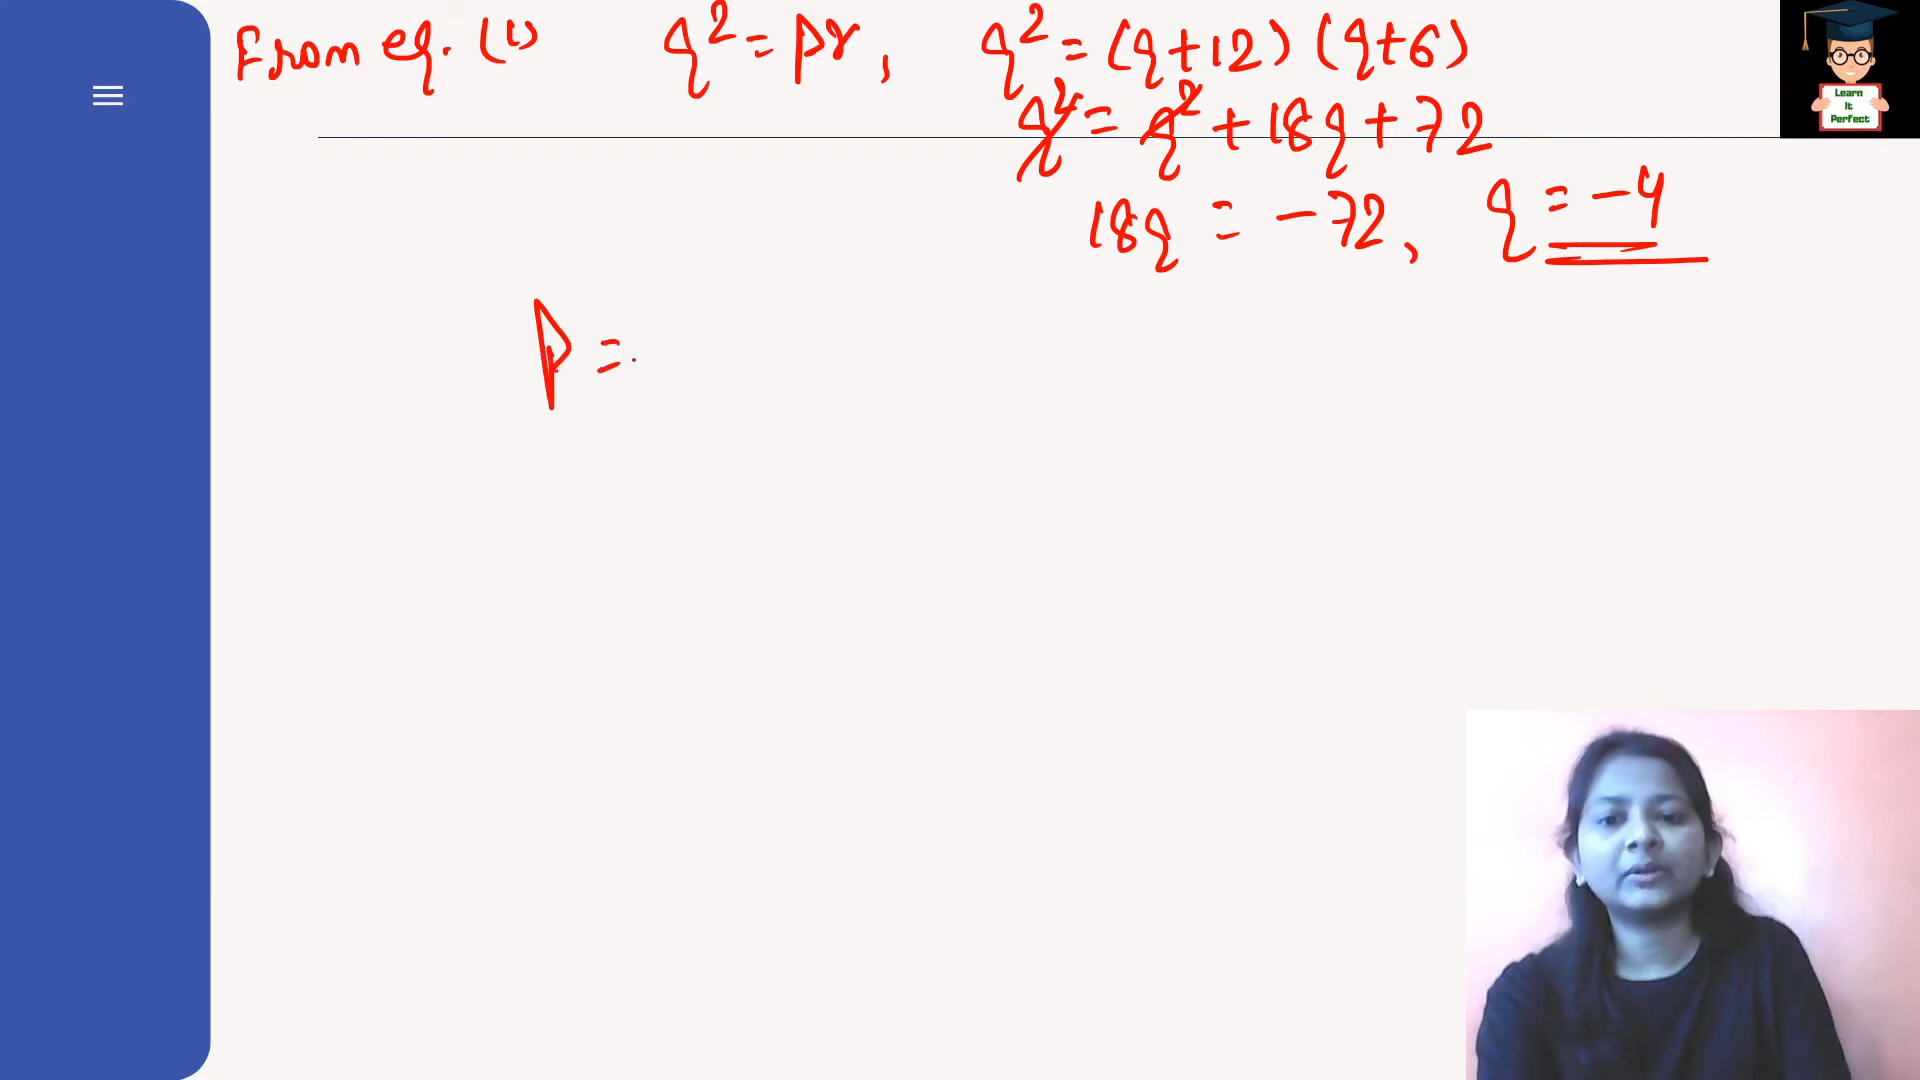 From eq. (1) q² = pr, q² = (q+12) (q+6)
q² = q² + 18q + 72
18q = -72, q = -4
p =
Learn
It
Perfect